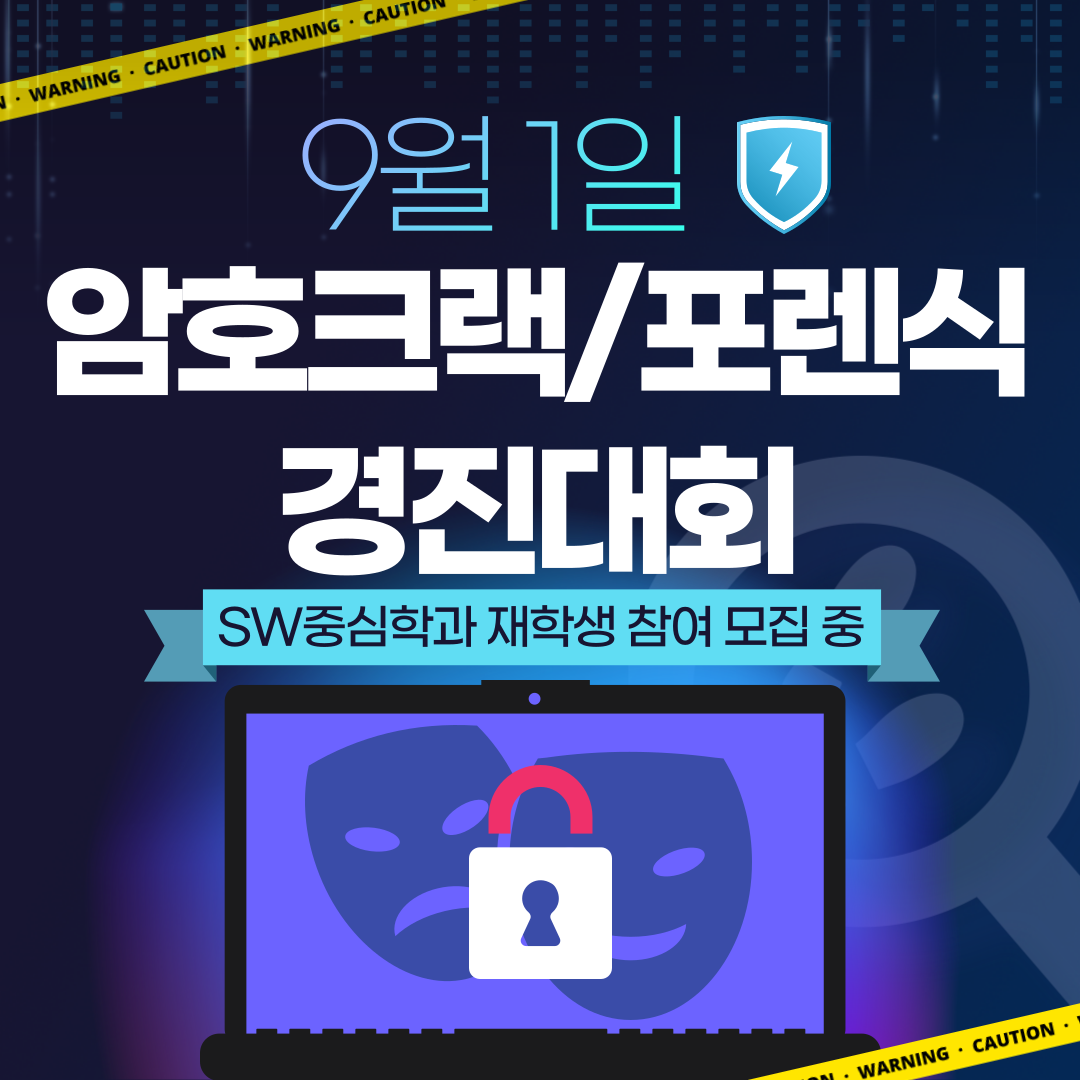 WARNING · CAUTION · WARNING · CAUTION
9월 1일
암호크랙/포렌식
경진대회
SW중심학과 재학생 참여 모집 중
WARNING · CAUTION ·